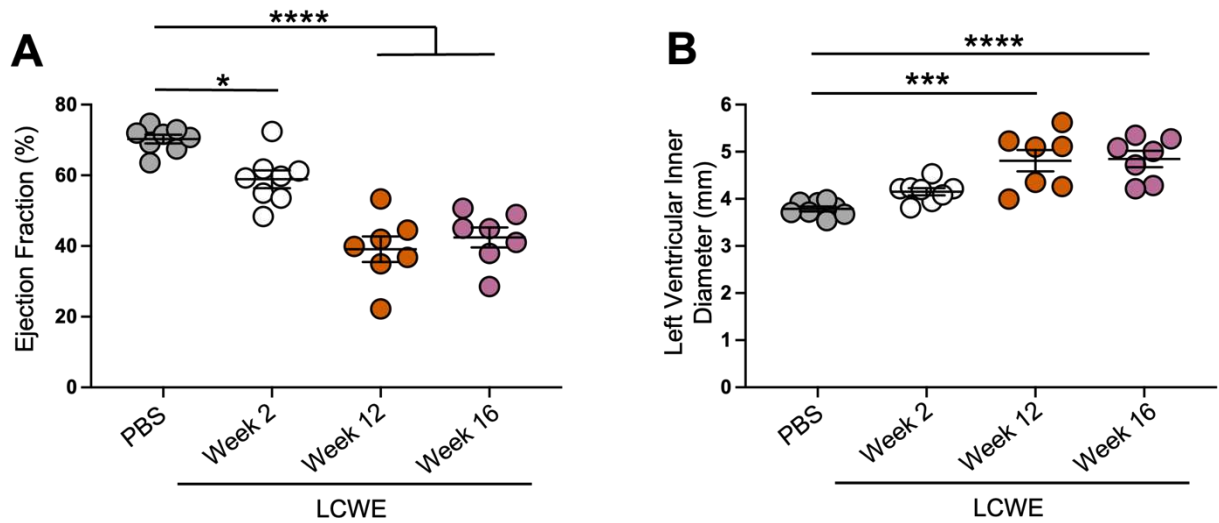 A
****
*
Ejection Fraction (%)
80
60
40
20
0
PBS
Week 2
Week 12
Week 16
LCWE
B
****
***
Left Ventricular Inner
Diameter (mm)
6
5
4
3
2
1
0
PBS
Week 2
Week 12
Week 16
LCWE